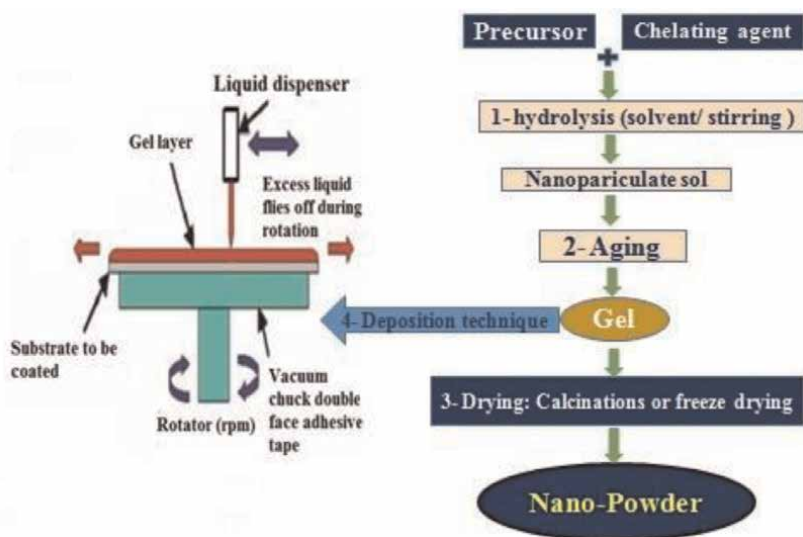 Precursor
+
Chelating agent
1-hydrolysis (solvent/ stirring )
Nanopariculate sol
2-Aging
Gel
4- Deposition technique
3-Drying: Calcinations or freeze drying
Nano-Powder
Liquid dispenser
Gel layer
Excess liquid
flies off during
rotation
Substrate to be
coated
Rotator (rpm)
Vacuum
chuck double
face adhesive
tape